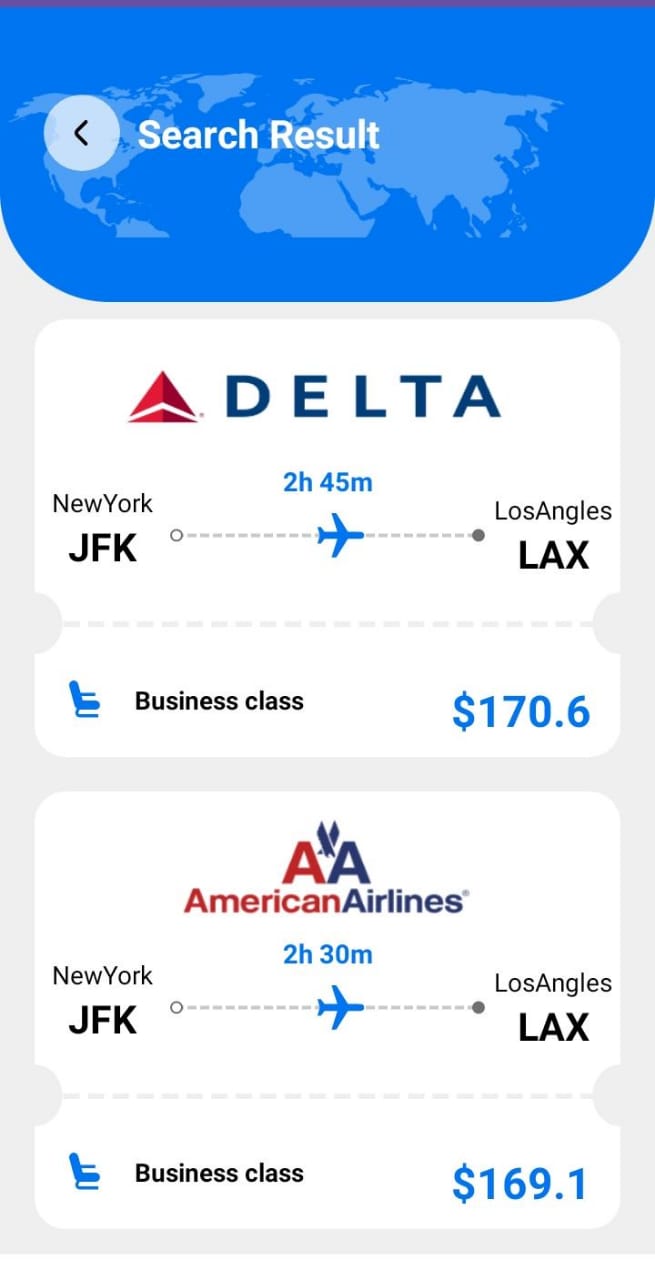 Search Result
DELTA
2h 45m
NewYork
LosAngles
JFK
LAX
Business class
$170.6
AA
AmericanAirlines®
2h 30m
NewYork
LosAngles
JFK
LAX
Business class
$169.1